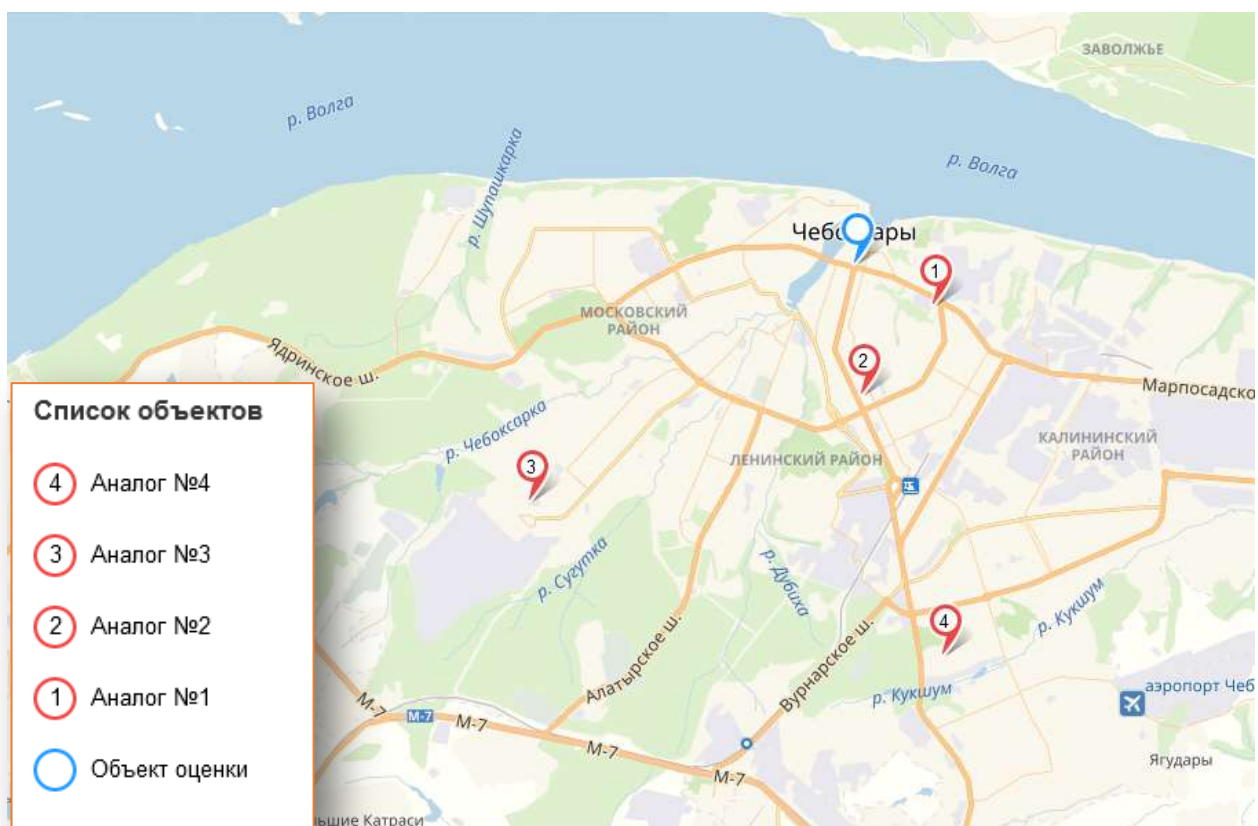 ЗАВОЛЖЬЕ
р. Волга
р. Волга
р. Шупашкарка
Чебоксары
1
МОСКОВСКИЙ
РАЙОН
Ядринское ш.
2
Марпосадско
р. Чебоксарка
КАЛИНИНСКИЙ
РАЙОН
ЛЕНИНСКИЙ РАЙОН
3
р. Сугутка
р. Дубиха
р. Кукшум
4
Алатырское ш.
Вурнарское ш.
р. Кукшум
аэропорт Чеб
М-7
М-7
М-7
М-7
М-7
Ягудары
ьшие Катраси
Список объектов
4 Аналог №4
3 Аналог №3
2 Аналог №2
1 Аналог №1
Объект оценки